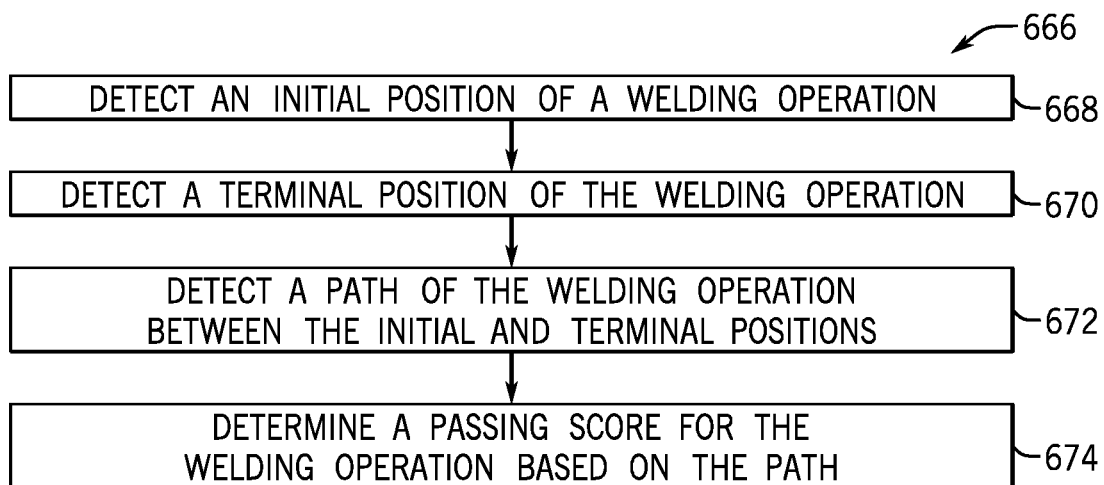 666
DETECT AN INITIAL POSITION OF A WELDING OPERATION
668
DETECT A TERMINAL POSITION OF THE WELDING OPERATION
670
DETECT A PATH OF THE WELDING OPERATION
BETWEEN THE INITIAL AND TERMINAL POSITIONS
672
DETERMINE A PASSING SCORE FOR THE
WELDING OPERATION BASED ON THE PATH
674